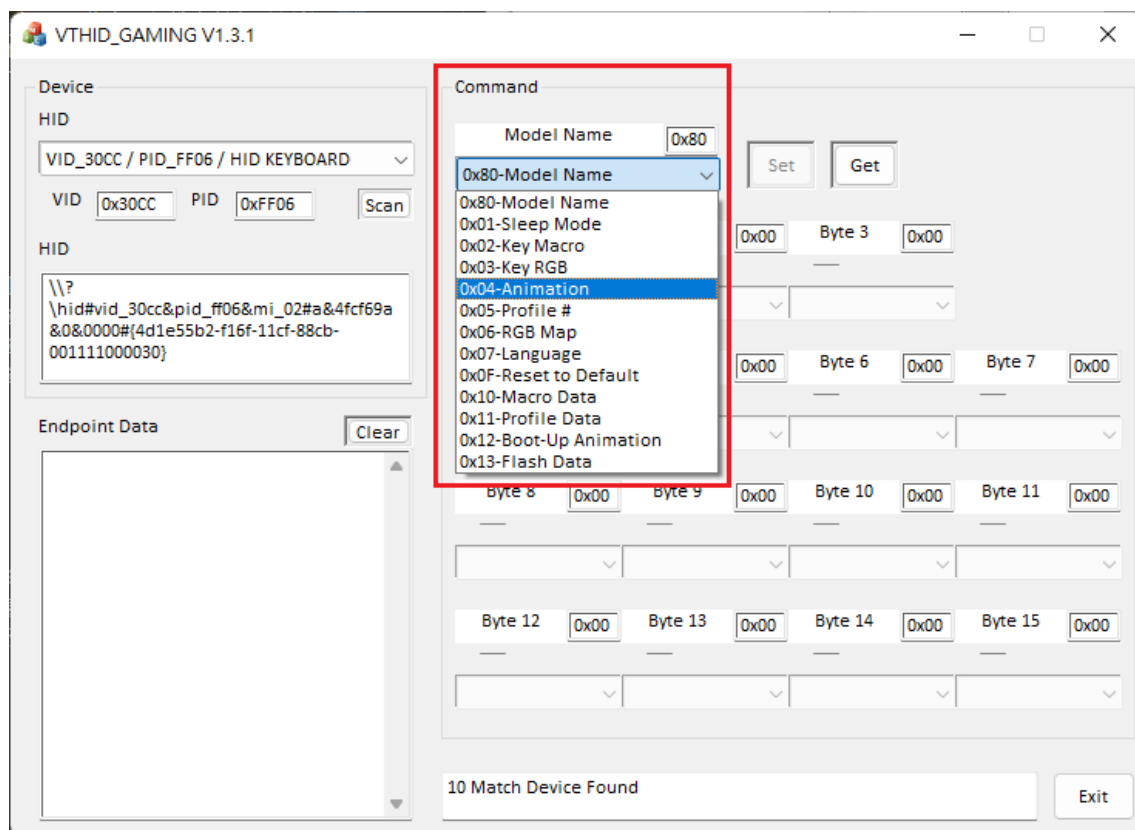 VTHID_GAMING V1.3.1
Device
HID
VID_30CC / PID_FF06 / HID KEYBOARD
VID 0x30CC PID 0xFF06 Scan
HID
\\?
\hid#vid_30cc&pid_ff06&mi_02#a&4fcf69a
&0&0000#{4d1e55b2-f16f-11cf-88cb-
001111000030}
Endpoint Data Clear
Command
Model Name 0x80
0x80-Model Name Set Get
0x80-Model Name
0x01-Sleep Mode
0x02-Key Macro
0x03-Key RGB
0x04-Animation
0x05-Profile #
0x06-RGB Map
0x07-Language
0x0F-Reset to Default
0x10-Macro Data
0x11-Profile Data
0x12-Boot-Up Animation
0x13-Flash Data
0x00 Byte 3 0x00
0x00 Byte 6 0x00 Byte 7 0x00
Byte 8 0x00 Byte 9 0x00 Byte 10 0x00 Byte 11 0x00
Byte 12 0x00 Byte 13 0x00 Byte 14 0x00 Byte 15 0x00
10 Match Device Found
Exit